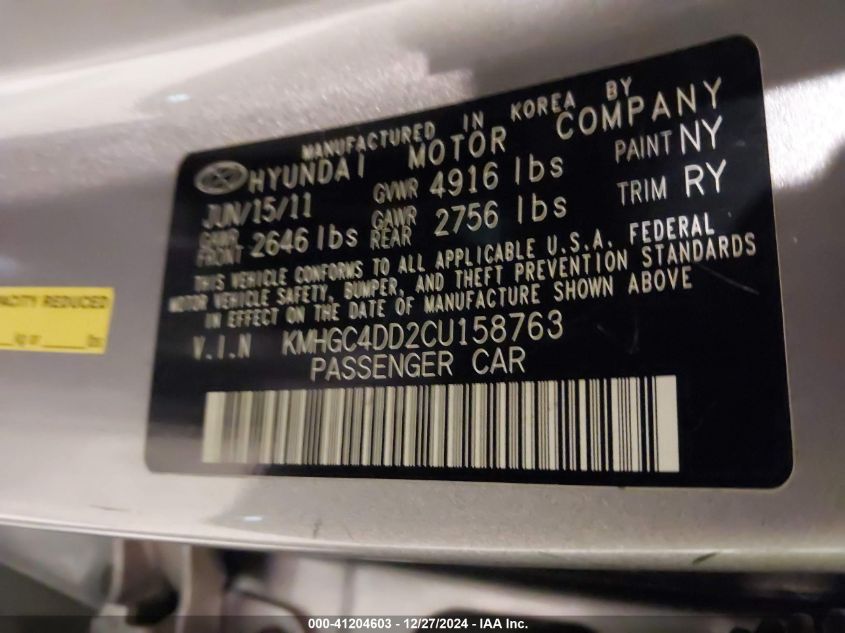 MANUFACTURED IN KOREA BY
HYUNDAI MOTOR COMPANY
JUN/15/11 GVWR 4916 lbs PAINT NY
GAWR FRONT 2646 lbs GAWR REAR 2756 lbs TRIM RY
THIS VEHICLE CONFORMS TO ALL APPLICABLE U.S.A. FEDERAL
MOTOR VEHICLE SAFETY, BUMPER, AND THEFT PREVENTION STANDARDS
IN EFFECT ON THE DATE OF MANUFACTURE SHOWN ABOVE
V.I.N KMHGC4DD2CU158763
PASSENGER CAR
REDUCED
kg or lbs
000-41204603 - 12/27/2024 - IAA Inc.